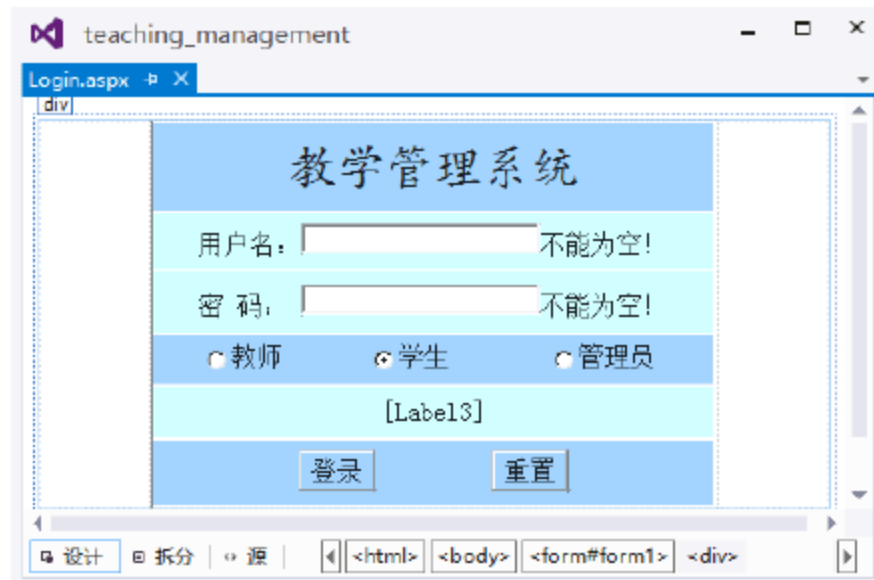 teaching_management
Login.aspx
div
教学管理系统
用户名：不能为空!
密 码：不能为空!
教师 学生 管理员
[Label3]
登录 重置
设计 拆分 源 <html> <body> <form#form1> <div>